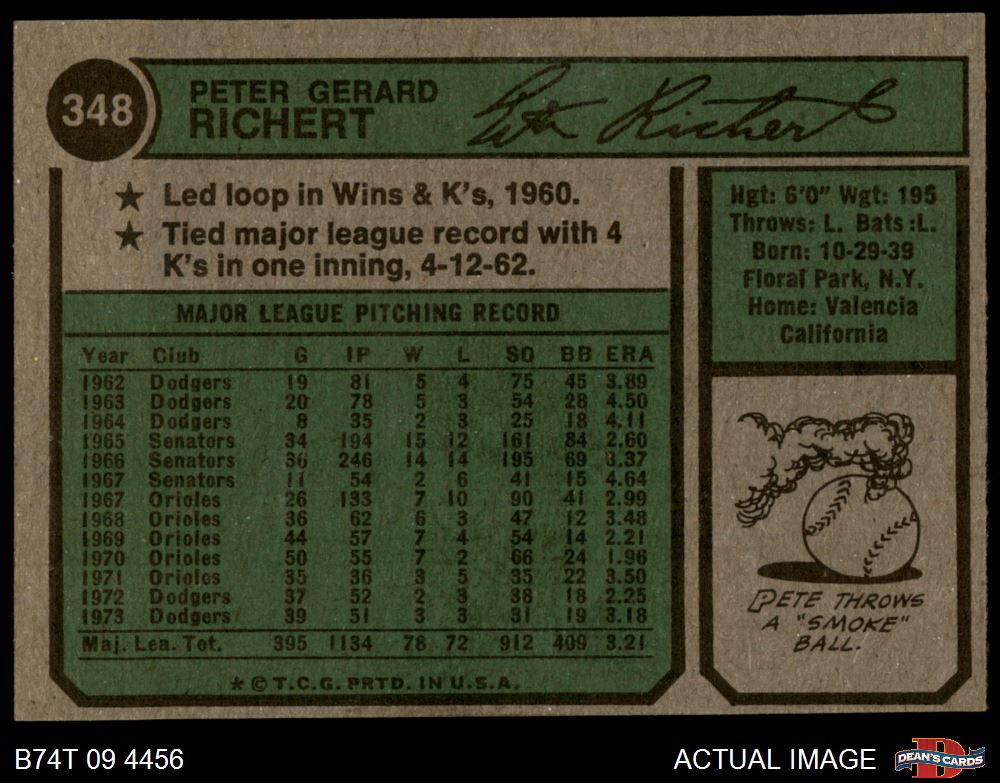 348
PETER GERARD
RICHERT
Pete Richert
★ Led loop in Wins & K's, 1960.
★ Tied major league record with 4
K's in one inning, 4-12-62.
MAJOR LEAGUE PITCHING RECORD
Year Club G IP W L SO BB ERA
1962 Dodgers 19 81 5 4 75 45 3.89
1963 Dodgers 20 78 5 3 54 28 4.50
1964 Dodgers 8 35 2 3 25 18 4.11
1965 Senators 34 194 15 12 161 84 2.60
1966 Senators 36 246 14 14 195 69 3.37
1967 Senators 11 54 2 6 41 15 4.64
1967 Orioles 26 133 7 10 90 41 2.99
1968 Orioles 36 62 6 3 47 12 3.48
1969 Orioles 44 57 7 4 54 14 2.21
1970 Orioles 50 55 7 2 66 24 1.96
1971 Orioles 35 36 3 5 35 22 3.50
1972 Dodgers 37 52 2 3 38 18 2.25
1973 Dodgers 39 51 3 3 31 19 3.18
Maj. Lea. Tot. 395 1134 78 72 912 409 3.21
* © T.C.G. PRTD. IN U.S.A.
Hgt: 6'0" Wgt: 195
Throws: L. Bats: L.
Born: 10-29-39
Floral Park, N.Y.
Home: Valencia
California
PETE THROWS
A "SMOKE"
BALL.
B74T 09 4456
ACTUAL IMAGE
D
DEAN'S CARDS